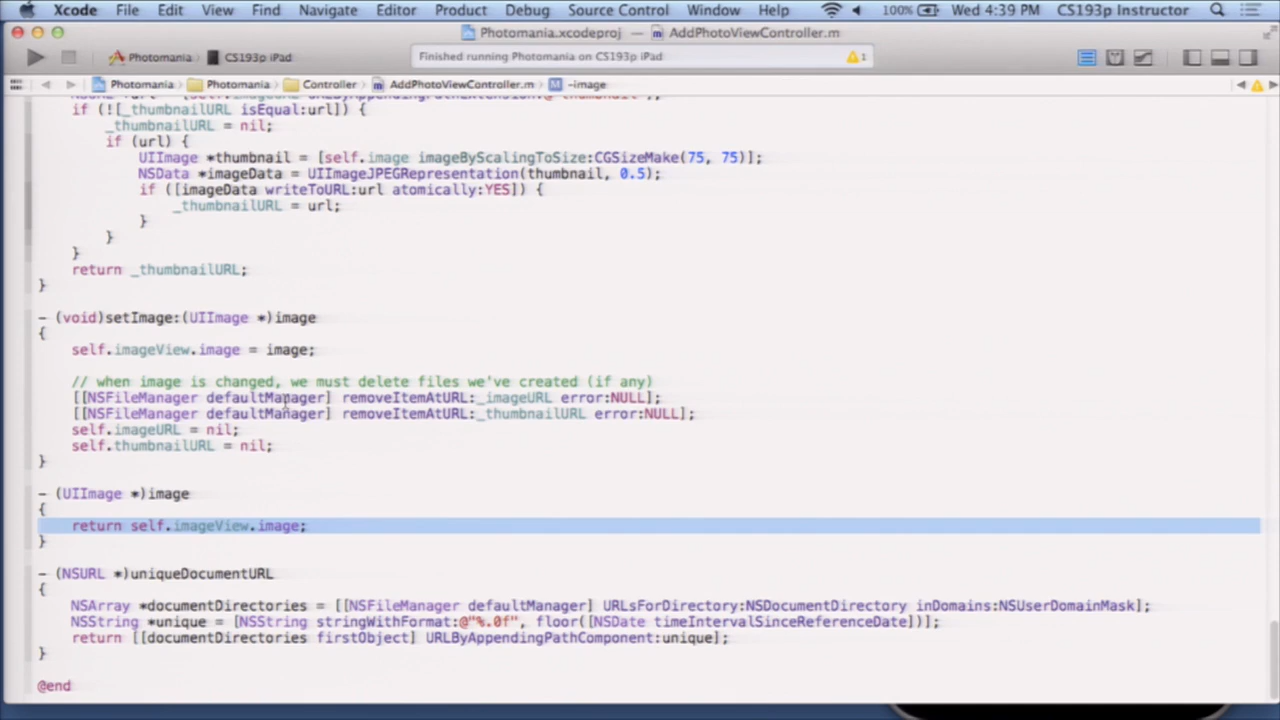 Xcode File Edit View Find Navigate Editor Product Debug Source Control Window Help 100% Wed 4:39 PM CS193p Instructor
Photomania.xcodeproj — AddPhotoViewController.m
Photomania CS193p iPad Finished running Photomania on CS193p iPad 1
Photomania Photomania Controller AddPhotoViewController.m M -image
if (![_thumbnailURL isEqual:url]) {
_thumbnailURL = nil;
if (url) {
UIImage *thumbnail = [self.image imageByScalingToSize:CGSizeMake(75, 75)];
NSData *imageData = UIImageJPEGRepresentation(thumbnail, 0.5);
if ([imageData writeToURL:url atomically:YES]) {
_thumbnailURL = url;
}
}
}
return _thumbnailURL;
}
- (void)setImage:(UIImage *)image
{
self.imageView.image = image;
// when image is changed, we must delete files we've created (if any)
[[NSFileManager defaultManager] removeItemAtURL:_imageURL error:NULL];
[[NSFileManager defaultManager] removeItemAtURL:_thumbnailURL error:NULL];
self.imageURL = nil;
self.thumbnailURL = nil;
}
- (UIImage *)image
{
return self.imageView.image;
}
- (NSURL *)uniqueDocumentURL
{
NSArray *documentDirectories = [[NSFileManager defaultManager] URLsForDirectory:NSDocumentDirectory inDomains:NSUserDomainMask];
NSString *unique = [NSString stringWithFormat:@"%.0f", floor([NSDate timeIntervalSinceReferenceDate])];
return [[documentDirectories firstObject] URLByAppendingPathComponent:unique];
}
@end